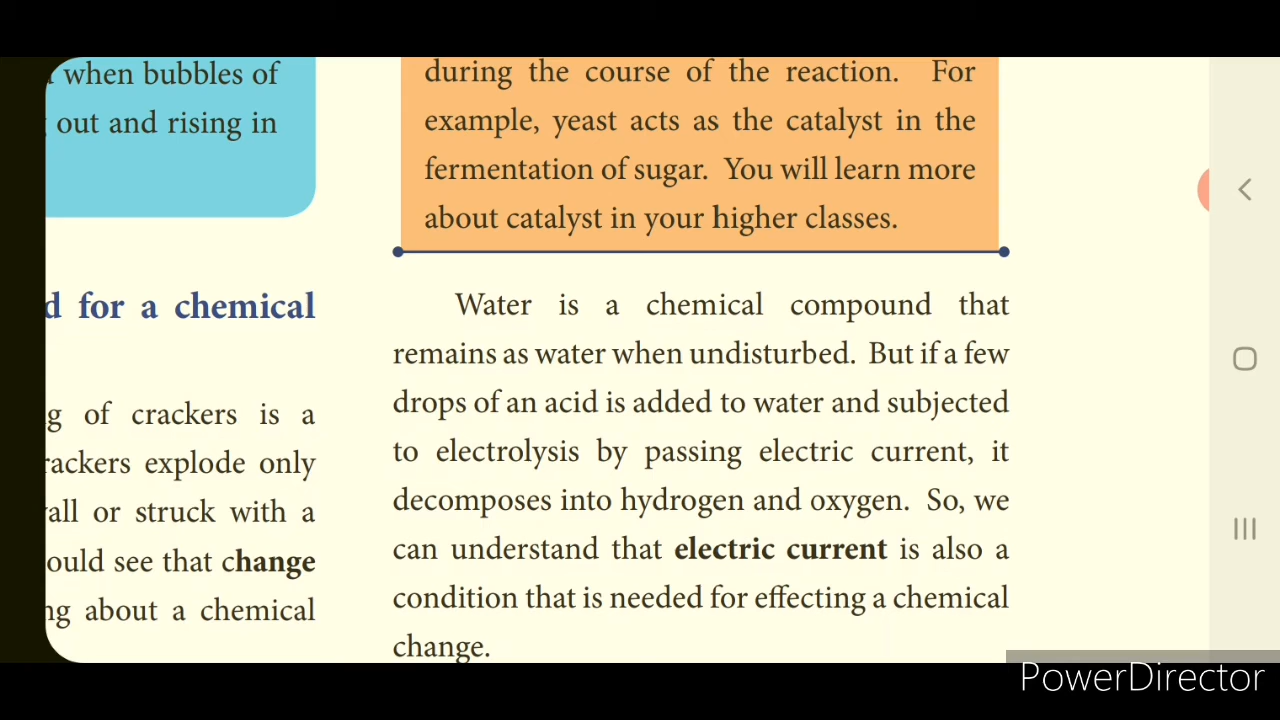 when bubbles of
out and rising in
for a chemical
of crackers is a
explode only
or struck with a
see that change
about a chemical
during the course of the reaction. For
example, yeast acts as the catalyst in the
fermentation of sugar. You will learn more
about catalyst in your higher classes.
Water is a chemical compound that
remains as water when undisturbed. But if a few
drops of an acid is added to water and subjected
to electrolysis by passing electric current, it
decomposes into hydrogen and oxygen. So, we
can understand that electric current is also a
condition that is needed for effecting a chemical
change.
PowerDirector